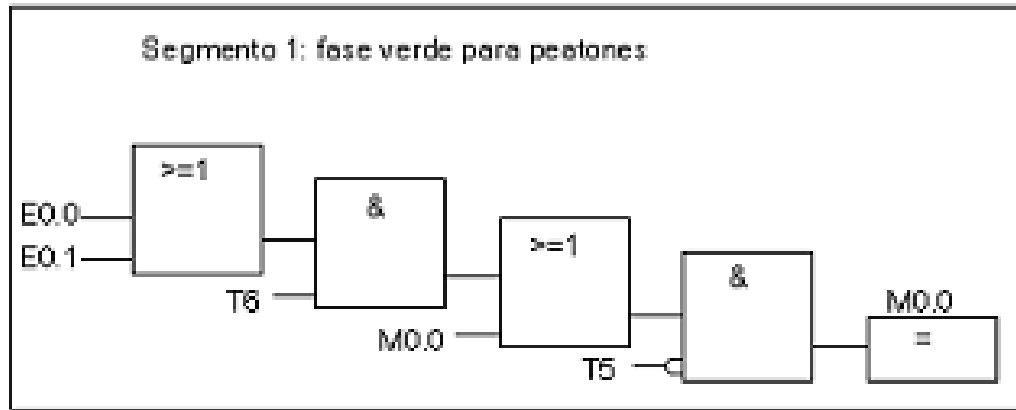 Segmento 1: fase verde para peatones
>=1
E0.0
E0.1
&
T6
>=1
M0.0
&
T5
M0.0
=